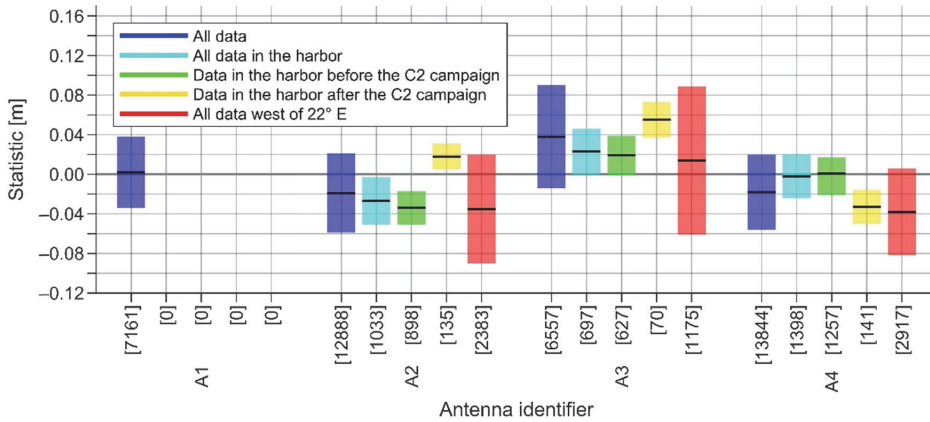 0.16
0.12
0.08
0.04
0.00
−0.04
−0.08
−0.12
Statistic [m]
All data
All data in the harbor
Data in the harbor before the C2 campaign
Data in the harbor after the C2 campaign
All data west of 22° E
[7161]
[0]
[0]
[0]
[0]
[12888]
[1033]
[8998]
[135]
[2383]
[6557]
[697]
[627]
[70]
[1175]
[13844]
[1398]
[1257]
[141]
[2917]
A1
A2
A3
A4
Antenna identifier